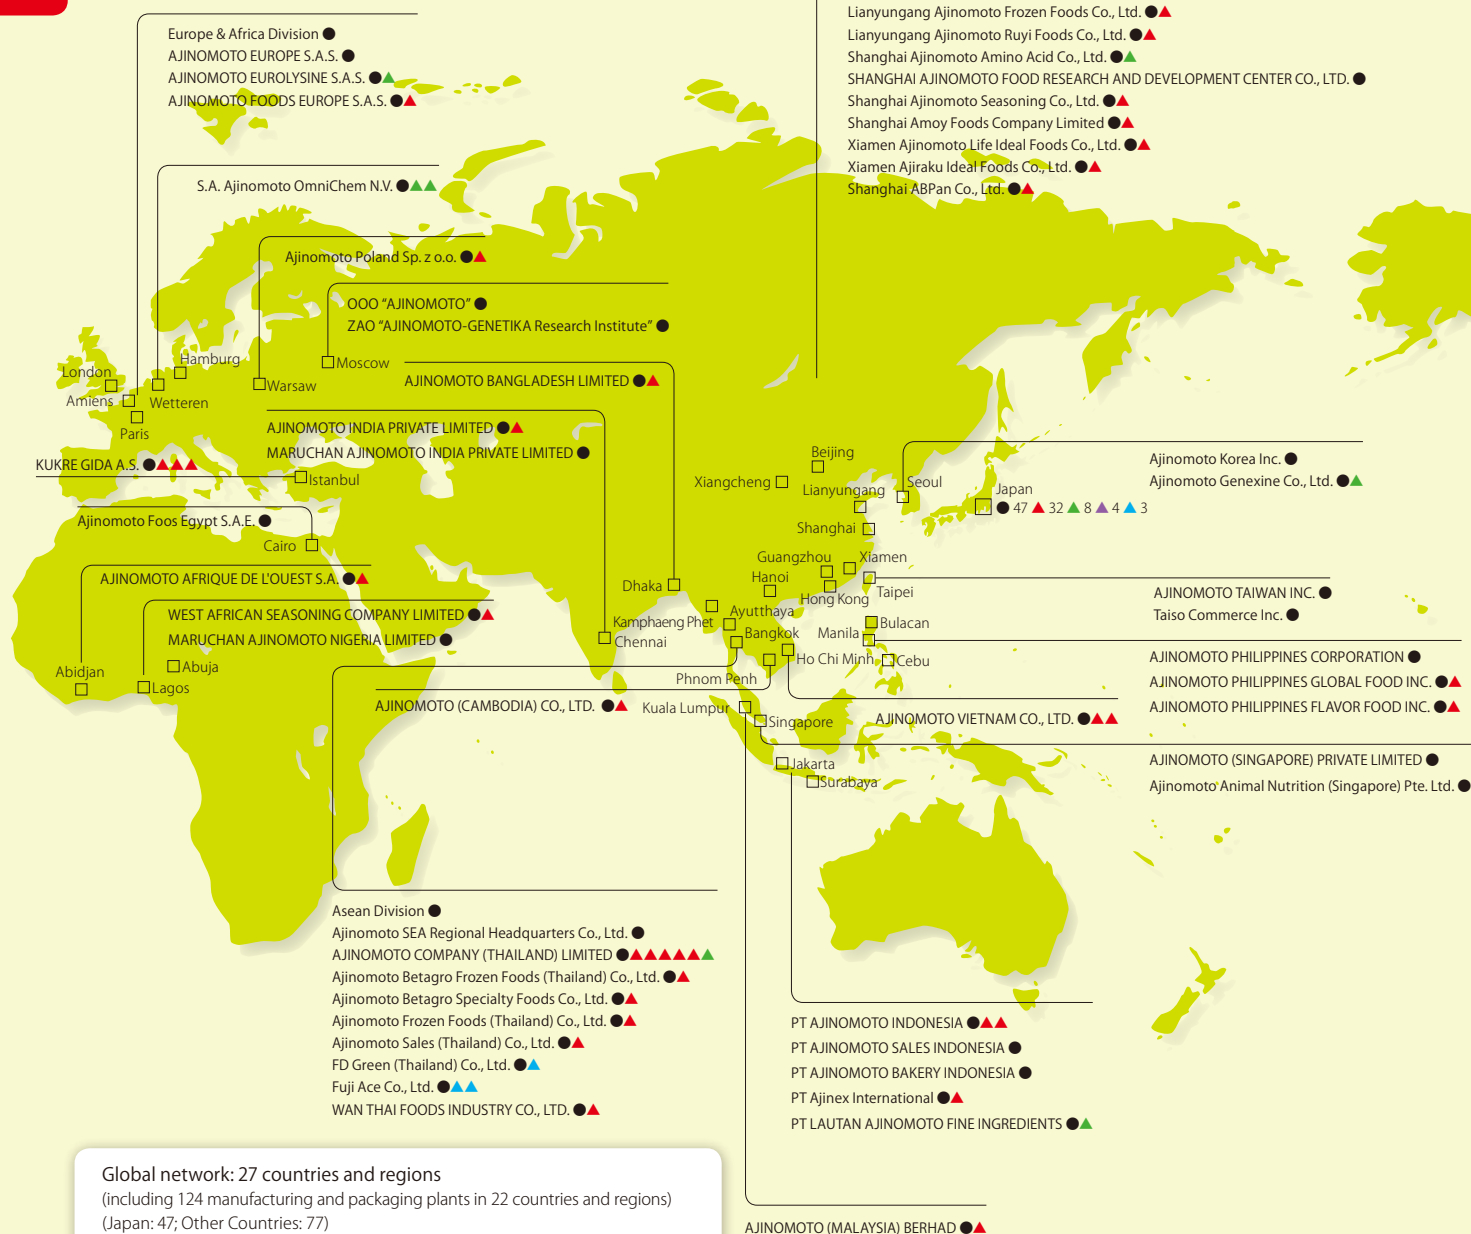 Europe & Africa Division ●
AJINOMOTO EUROPE S.A.S. ●
AJINOMOTO EUROLYSINE S.A.S. ●▲
AJINOMOTO FOODS EUROPE S.A.S. ●▲
S.A. Ajinomoto OmniChem N.V. ●▲▲
Ajinomoto Poland Sp. z o.o. ●▲
OOO “AJINOMOTO” ●
ZAO “AJINOMOTO-GENETIKA Research Institute” ●
Lianyungang Ajinomoto Frozen Foods Co., Ltd. ●▲
Lianyungang Ajinomoto Ruyi Foods Co., Ltd. ●▲
Shanghai Ajinomoto Amino Acid Co., Ltd. ●▲
SHANGHAI AJINOMOTO FOOD RESEARCH AND DEVELOPMENT CENTER CO., LTD. ●
Shanghai Ajinomoto Seasoning Co., Ltd. ●▲
Shanghai Amoy Foods Company Limited ●▲
Xiamen Ajinomoto Life Ideal Foods Co., Ltd. ●▲
Xiamen Ajiraku Ideal Foods Co., Ltd. ●▲
Shanghai ABPan Co., Ltd. ●▲
Hamburg
London
Moscow
Warsaw
Amiens
Wetteren
Paris
AJINOMOTO BANGLADESH LIMITED ●▲
AJINOMOTO INDIA PRIVATE LIMITED ●▲
MARUCHAN AJINOMOTO INDIA PRIVATE LIMITED ●
KUKRE GIDA A.S. ●▲▲▲
Istanbul
Ajinomoto Foos Egypt S.A.E. ●
Cairo
AJINOMOTO AFRIQUE DE L'OUEST S.A. ●▲
WEST AFRICAN SEASONING COMPANY LIMITED ●▲
MARUCHAN AJINOMOTO NIGERIA LIMITED ●
Abidjan
Abuja
Lagos
Beijing
Xiangcheng
Lianyungang
Seoul
Japan
● 47 ▲ 32 ▲ 8 ▲ 4 ▲ 3
Shanghai
Guangzhou
Xiamen
Hanoi
Hong Kong
Taipei
Dhaka
Kamphaeng Phet
Ayutthaya
Chennai
Bangkok
Manila
Bulacan
Ho Chi Minh
Cebu
Phnom Penh
Kuala Lumpur
Singapore
Jakarta
Surabaya
Ajinomoto Korea Inc. ●
Ajinomoto Genexine Co., Ltd. ●▲
AJINOMOTO TAIWAN INC. ●
Taiso Commerce Inc. ●
AJINOMOTO PHILIPPINES CORPORATION ●
AJINOMOTO PHILIPPINES GLOBAL FOOD INC. ●▲
AJINOMOTO PHILIPPINES FLAVOR FOOD INC. ●▲
AJINOMOTO (CAMBODIA) CO., LTD. ●▲
AJINOMOTO VIETNAM CO., LTD. ●▲▲
AJINOMOTO (SINGAPORE) PRIVATE LIMITED ●
Ajinomoto Animal Nutrition (Singapore) Pte. Ltd. ●
Asean Division ●
Ajinomoto SEA Regional Headquarters Co., Ltd. ●
AJINOMOTO COMPANY (THAILAND) LIMITED ●▲▲▲▲▲▲
Ajinomoto Betagro Frozen Foods (Thailand) Co., Ltd. ●▲
Ajinomoto Betagro Specialty Foods Co., Ltd. ●▲
Ajinomoto Frozen Foods (Thailand) Co., Ltd. ●▲
Ajinomoto Sales (Thailand) Co., Ltd. ●▲
FD Green (Thailand) Co., Ltd. ●▲
Fuji Ace Co., Ltd. ●▲▲
WAN THAI FOODS INDUSTRY CO., LTD. ●▲
PT AJINOMOTO INDONESIA ●▲▲
PT AJINOMOTO SALES INDONESIA ●
PT AJINOMOTO BAKERY INDONESIA ●
PT Ajinex International ●▲
PT LAUTAN AJINOMOTO FINE INGREDIENTS ●▲
Global network: 27 countries and regions
(including 124 manufacturing and packaging plants in 22 countries and regions)
(Japan: 47; Other Countries: 77)
AJINOMOTO (MALAYSIA) BERHAD ●▲